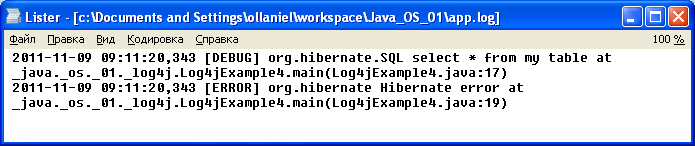 Lister - [c:\Documents and Settings\ollaniel\workspace\Java_OS_01\app.log]
Файл Правка Вид Кодировка Справка 100 %
2011-11-09 09:11:20,343 [DEBUG] org.hibernate.SQL select * from my table at
_java._os._01._log4j.Log4jExample4.main(Log4jExample4.java:17)
2011-11-09 09:11:20,343 [ERROR] org.hibernate Hibernate error at
_java._os._01._log4j.Log4jExample4.main(Log4jExample4.java:19)